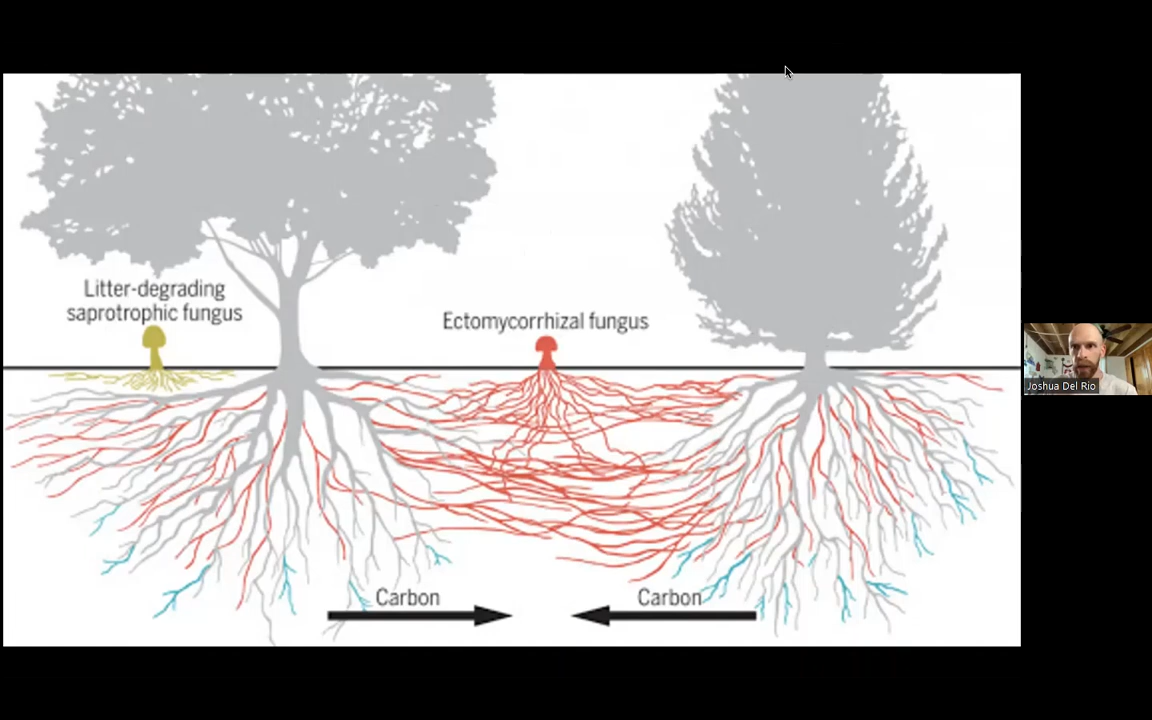 Litter-degrading
saprotrophic fungus
Ectomycorrhizal fungus
Carbon
Carbon
Joshua Del Rio